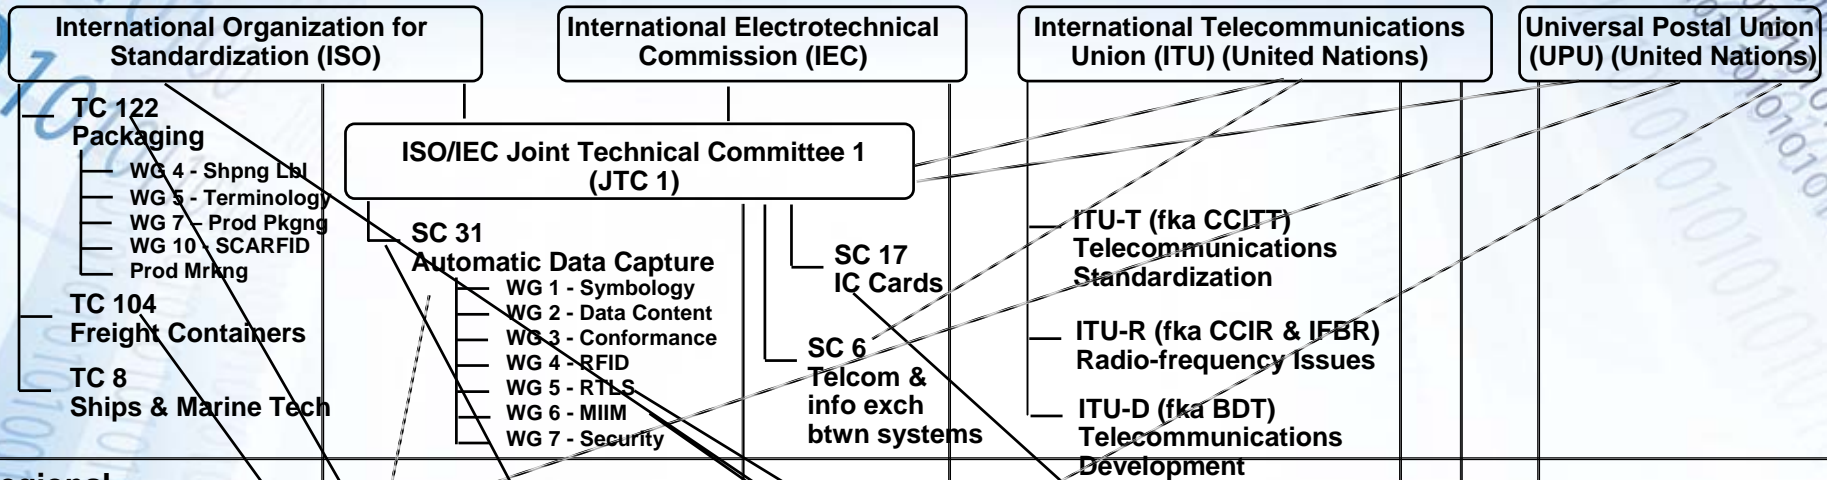 International Organization for
Standardization (ISO)
International Electrotechnical
Commission (IEC)
International Telecommunications
Union (ITU) (United Nations)
Universal Postal Union
(UPU) (United Nations)
TC 122
Packaging
WG 4 - Shpng Lbl
WG 5 - Terminology
WG 7 – Prod Pkgng
WG 10 - SCARFID
Prod Mrkng
TC 104
Freight Containers
TC 8
Ships & Marine Tech
ISO/IEC Joint Technical Committee 1
(JTC 1)
SC 31
Automatic Data Capture
WG 1 - Symbology
WG 2 - Data Content
WG 3 - Conformance
WG 4 - RFID
WG 5 - RTLS
WG 6 - MIIM
WG 7 - Security
SC 17
IC Cards
SC 6
Telcom &
info exch
btwn systems
ITU-T (fka CCITT)
Telecommunications
Standardization
ITU-R (fka CCIR & IFBR)
Radio-frequency Issues
ITU-D (fka BDT)
Telecommunications
Development